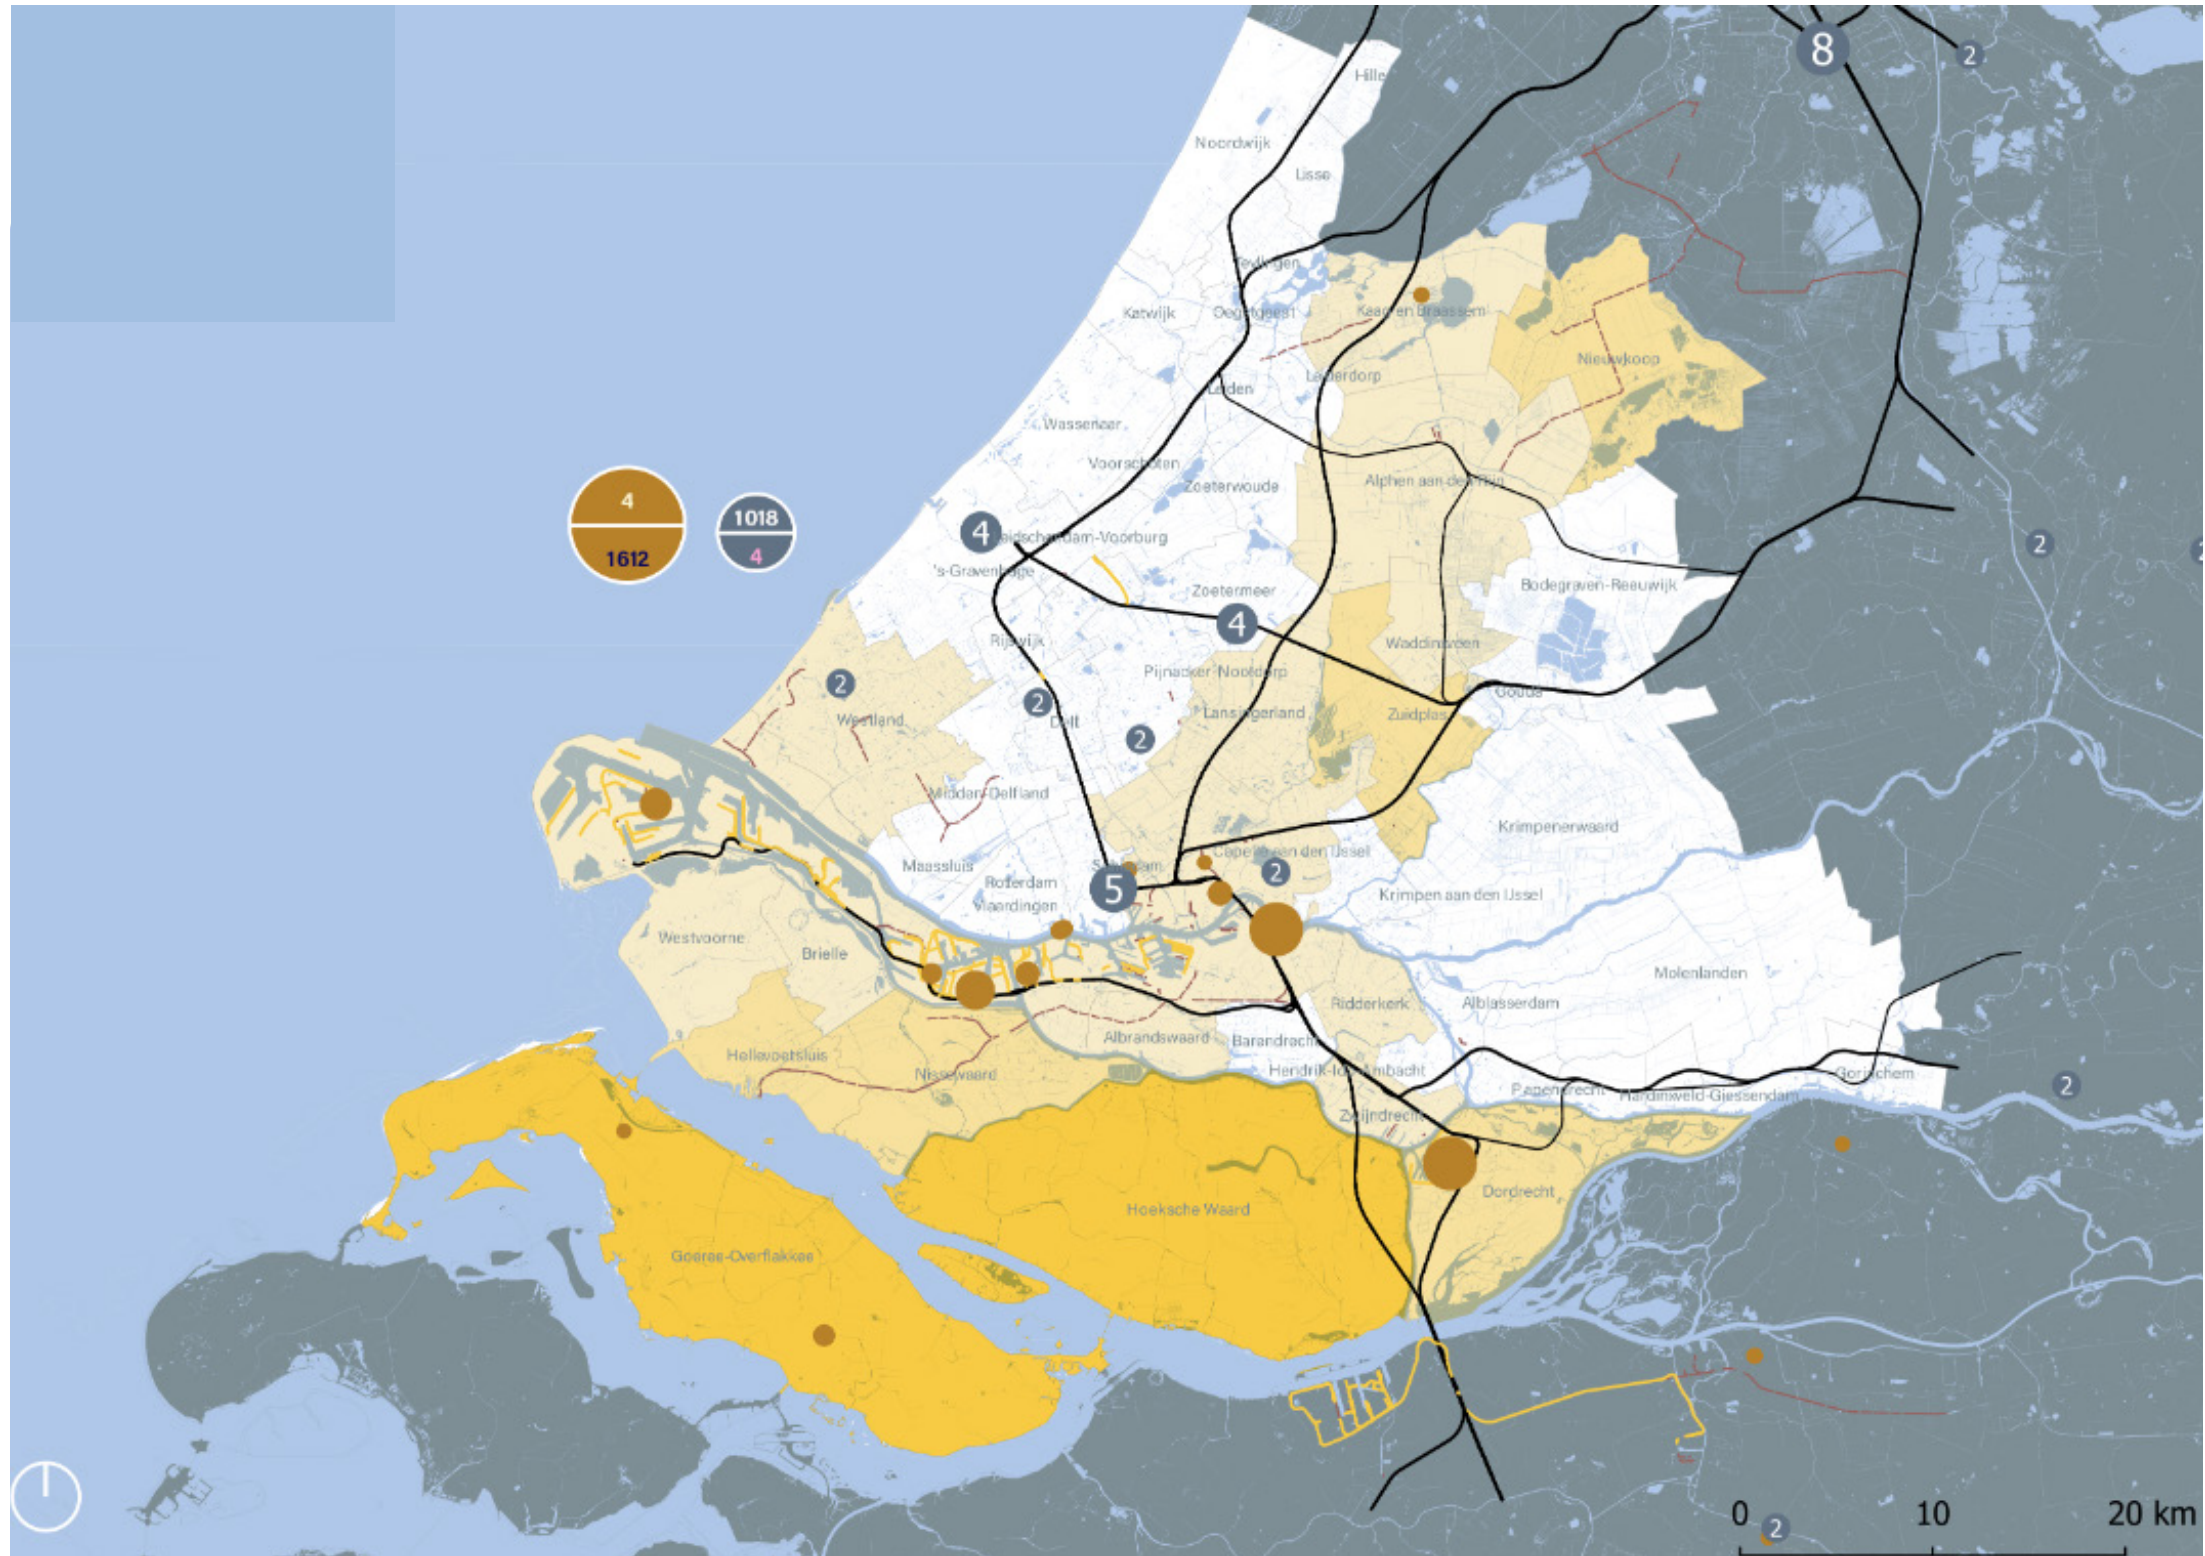 8
2
Hille
Noordwijk
Lisse
Teylingen
Katwijk
Oegstgeest
Kaag en Braassem
Nieuwkoop
Leiderdorp
Leiden
Wassenaar
Voorschoten
Zoeterwoude
Alphen aan den Rijn
4
1612
1018
4
4
eidschendam-Voorburg
2
's-Gravenhage
Zoetermeer
Bodegraven-Reeuwijk
4
Rijswijk
Waddinxveen
Pijnacker-Nootdorp
2
2
Gouda
Westland
Delft
Lansingerland
Zuidplas
2
Midden-Delfland
Krimpenerwaard
Maassluis
Schiedam
Capelle aan den IJssel
2
Rotterdam
5
Krimpen aan den IJssel
Vlaardingen
Westvoorne
Brielle
Molenlanden
Ridderkerk
Alblasserdam
Albrandswaard
Barendrecht
Hellevoetsluis
Nissewaard
Hendrik-Ido-Ambacht
Gorinchem
2
Papendrecht
Hardinxveld-Giessendam
Zwijndrecht
Dordrecht
Hoeksche Waard
Goeree-Overflakkee
0
10
20 km
2